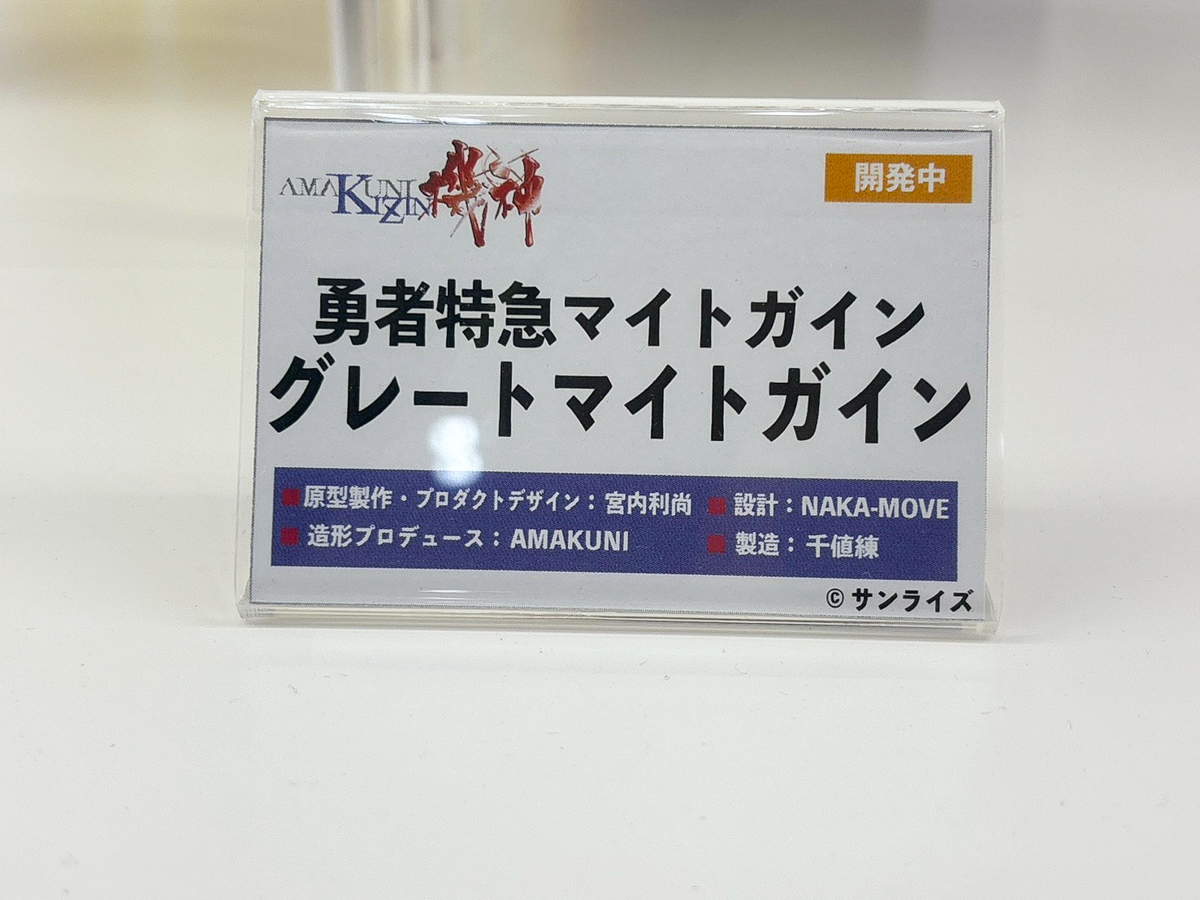 AMAKUNI KIZIN 機神
開発中
勇者特急マイトガイン
グレートマイトガイン
■原型製作・プロダクトデザイン：宮内利尚 ■設計：NAKA-MOVE
■造形プロデュース：AMAKUNI ■製造：千値練
© サンライズ